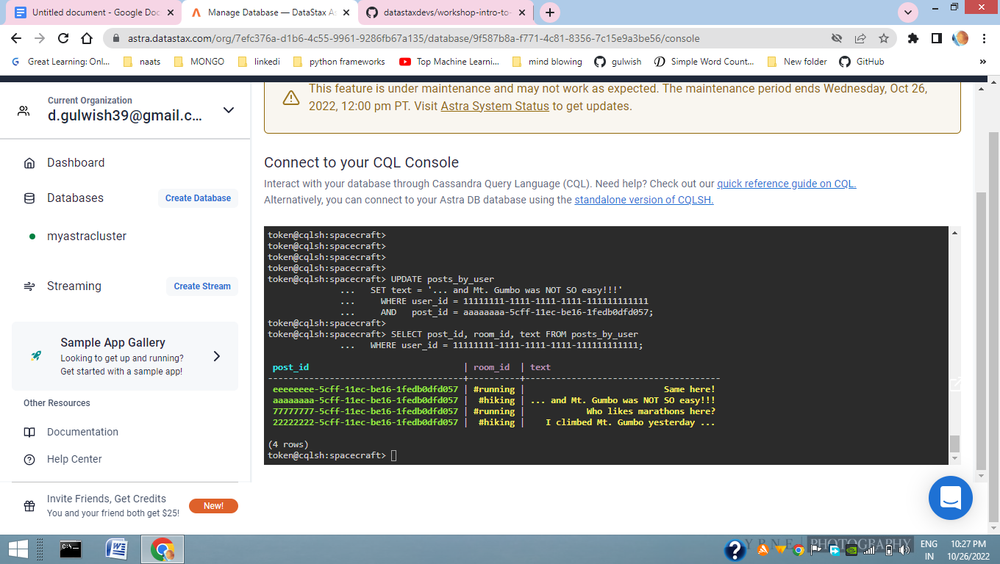 Untitled document - Google Doc
Manage Database — DataStax As
datastaxdevs/workshop-intro-to-
astra.datastax.com/org/7efc376a-d1b6-4c55-9961-9286fb67a135/database/9f587b8a-f771-4c81-8356-7c15e9a3be56/console
Great Learning: Onl...
naats
MONGO
linkedi
python frameworks
Top Machine Learni...
mind blowing
gulwish
Simple Word Count...
New folder
GitHub
»
Current Organization
d.gulwish39@gmail.c...
Dashboard
Databases
Create Database
myastracluster
Streaming
Create Stream
Sample App Gallery
Looking to get up and running?
Get started with a sample app!
Other Resources
Documentation
Help Center
Invite Friends, Get Credits
You and your friend both get $25!
New!
This feature is under maintenance and may not work as expected. The maintenance period ends Wednesday, Oct 26,
2022, 12:00 pm PT. Visit Astra System Status to get updates.
Connect to your CQL Console
Interact with your database through Cassandra Query Language (CQL). Need help? Check out our quick reference guide on CQL.
Alternatively, you can connect to your Astra DB database using the standalone version of CQLSH.
token@cqlsh:spacecraft>
token@cqlsh:spacecraft>
token@cqlsh:spacecraft>
token@cqlsh:spacecraft>
token@cqlsh:spacecraft> UPDATE posts_by_user
... SET text = '... and Mt. Gumbo was NOT SO easy!!!'
... WHERE user_id = 11111111-1111-1111-1111-111111111111
... AND post_id = aaaaaaaa-5cff-11ec-be16-1fedb0dfd057;
token@cqlsh:spacecraft>
token@cqlsh:spacecraft> SELECT post_id, room_id, text FROM posts_by_user
... WHERE user_id = 11111111-1111-1111-1111-111111111111;
post_id | room_id | text
--------------------------------------+----------+--------------------------------------
eeeeeeee-5cff-11ec-be16-1fedb0dfd057 | #running | Same here!
aaaaaaaa-5cff-11ec-be16-1fedb0dfd057 | #hiking | ... and Mt. Gumbo was NOT SO easy!!!
77777777-5cff-11ec-be16-1fedb0dfd057 | #running | Who likes marathons here?
22222222-5cff-11ec-be16-1fedb0dfd057 | #hiking | I climbed Mt. Gumbo yesterday ...
(4 rows)
token@cqlsh:spacecraft>
PHOTOGRAPHY
ENG
IN
10:27 PM
10/26/2022